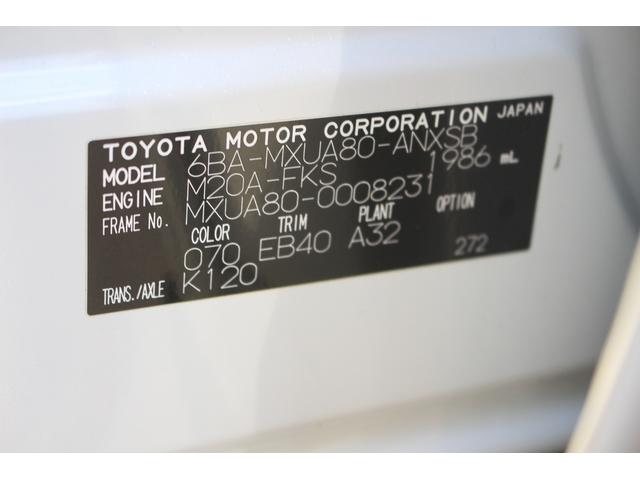 TOYOTA MOTOR CORPORATION JAPAN
MODEL 6BA-MXUA80-ANXSB
ENGINE M20A-FKS 1986 mL
FRAME No. MXUA80-0008231
COLOR TRIM PLANT OPTION
070 EB40 A32 272
TRANS./AXLE K120